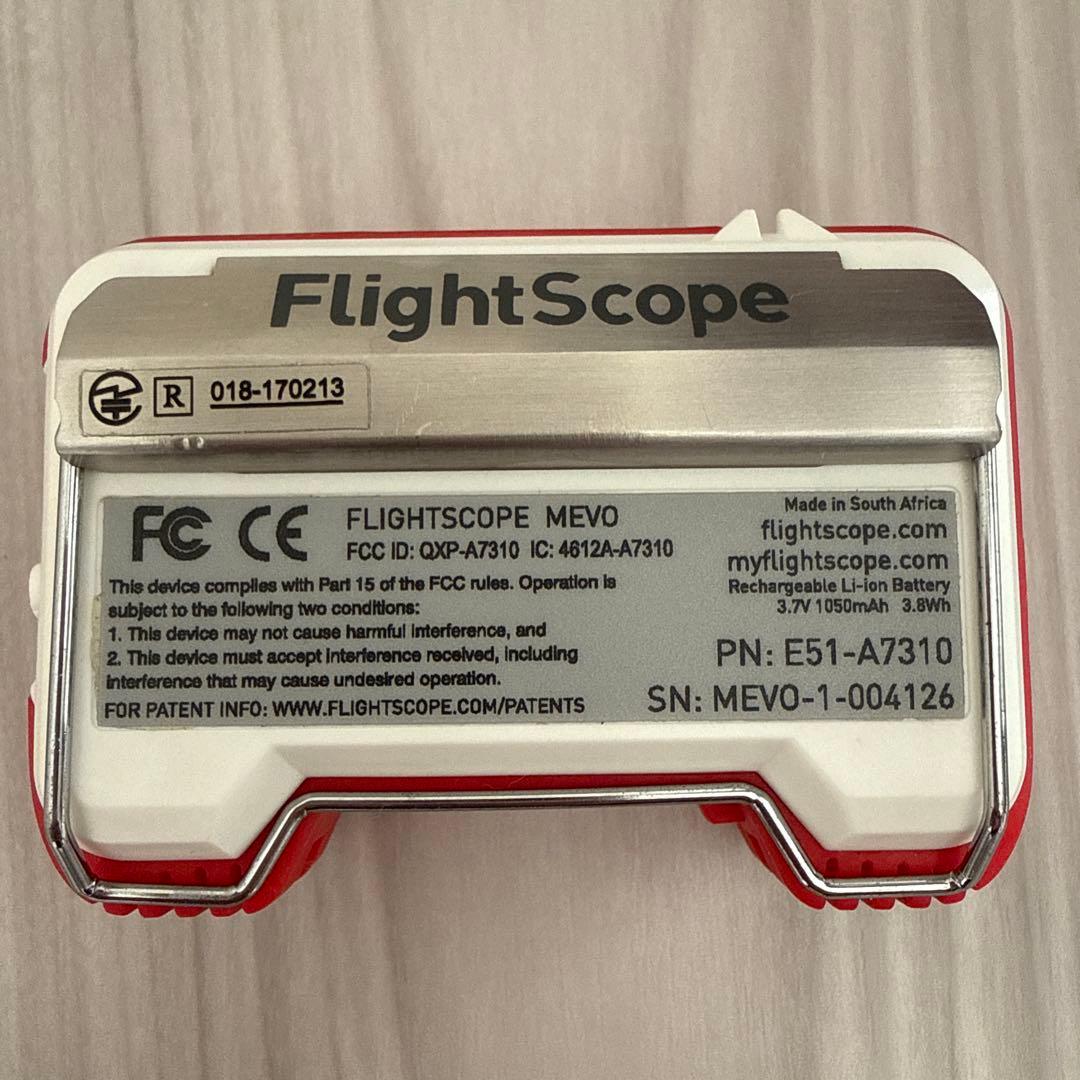 FlightScope
R 018-170213
FC CE FLIGHTSCOPE MEVO
FCC ID: QXP-A7310 IC: 4612A-A7310
This device complies with Part 15 of the FCC rules. Operation is
subject to the following two conditions:
1. This device may not cause harmful interference, and
2. This device must accept interference received, including
interference that may cause undesired operation.
FOR PATENT INFO: WWW.FLIGHTSCOPE.COM/PATENTS
Made in South Africa
flightscope.com
myflightscope.com
Rechargeable Li-ion Battery
3.7V 1050mAh 3.8Wh
PN: E51-A7310
SN: MEVO-1-004126